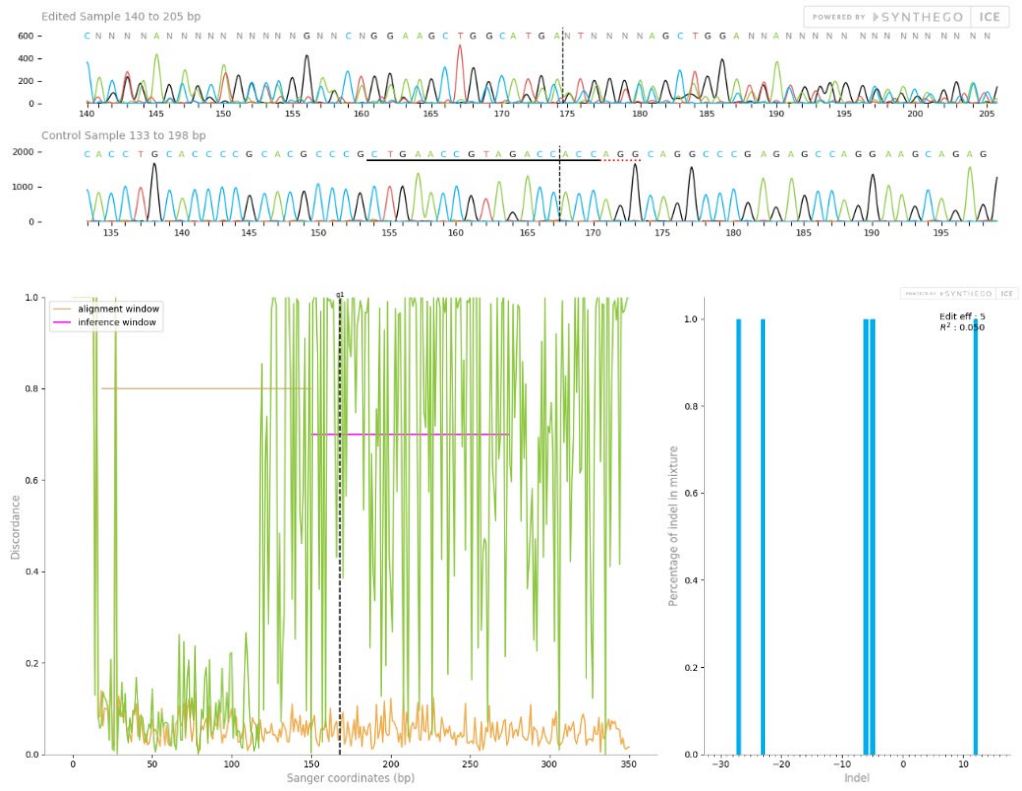 Edited Sample 140 to 205 bp
POWERED BY SYNTHEGO ICE
C N N N N A N N N N N N N N N N G N N C N G G A A G C T G G C A T G A N T N N N N A G C T G G A N N A N N N N N N N N N N N N N N N
600
400
200
0
140 145 150 155 160 165 170 175 180 185 190 195 200 205
Control Sample 133 to 198 bp
C A C C T G C A C C C C G C A C G C C C G C T G A A C C G T A G A C C A C C A G G C A G G C C C G A G A G C C A G G A A G C A G A G
2000
1000
0
135 140 145 150 155 160 165 170 175 180 185 190 195
POWERED BY SYNTHEGO ICE
g1
alignment window
inference window
1.0
0.8
0.6
0.4
0.2
0.0
Discordance
0 50 100 150 200 250 300 350
Sanger coordinates (bp)
Edit eff : 5
R² : 0.050
1.0
0.8
0.6
0.4
0.2
0.0
Percentage of indel in mixture
−30 −20 −10 0 10
Indel